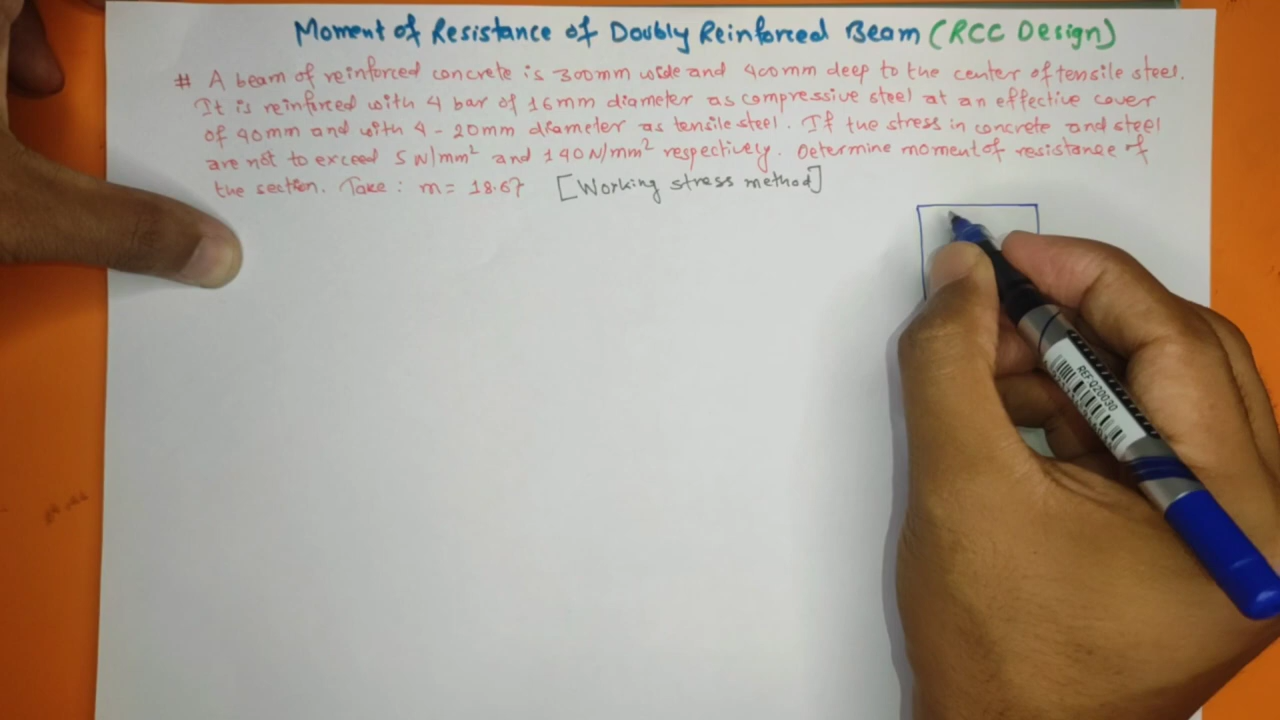 Moment of Resistance of Doubly Reinforced Beam (RCC Design)
# A beam of reinforced concrete is 300mm wide and 400mm deep to the center of tensile steel.
It is reinforced with 4 bar of 16mm diameter as compressive steel at an effective cover
of 40mm and with 4 - 20mm diameter as tensile steel. If the stress in concrete and steel
are not to exceed 5 N/mm² and 140 N/mm² respectively. Determine moment of resistance of
the section. Take : m = 18.67 [Working stress method]
REF:020030